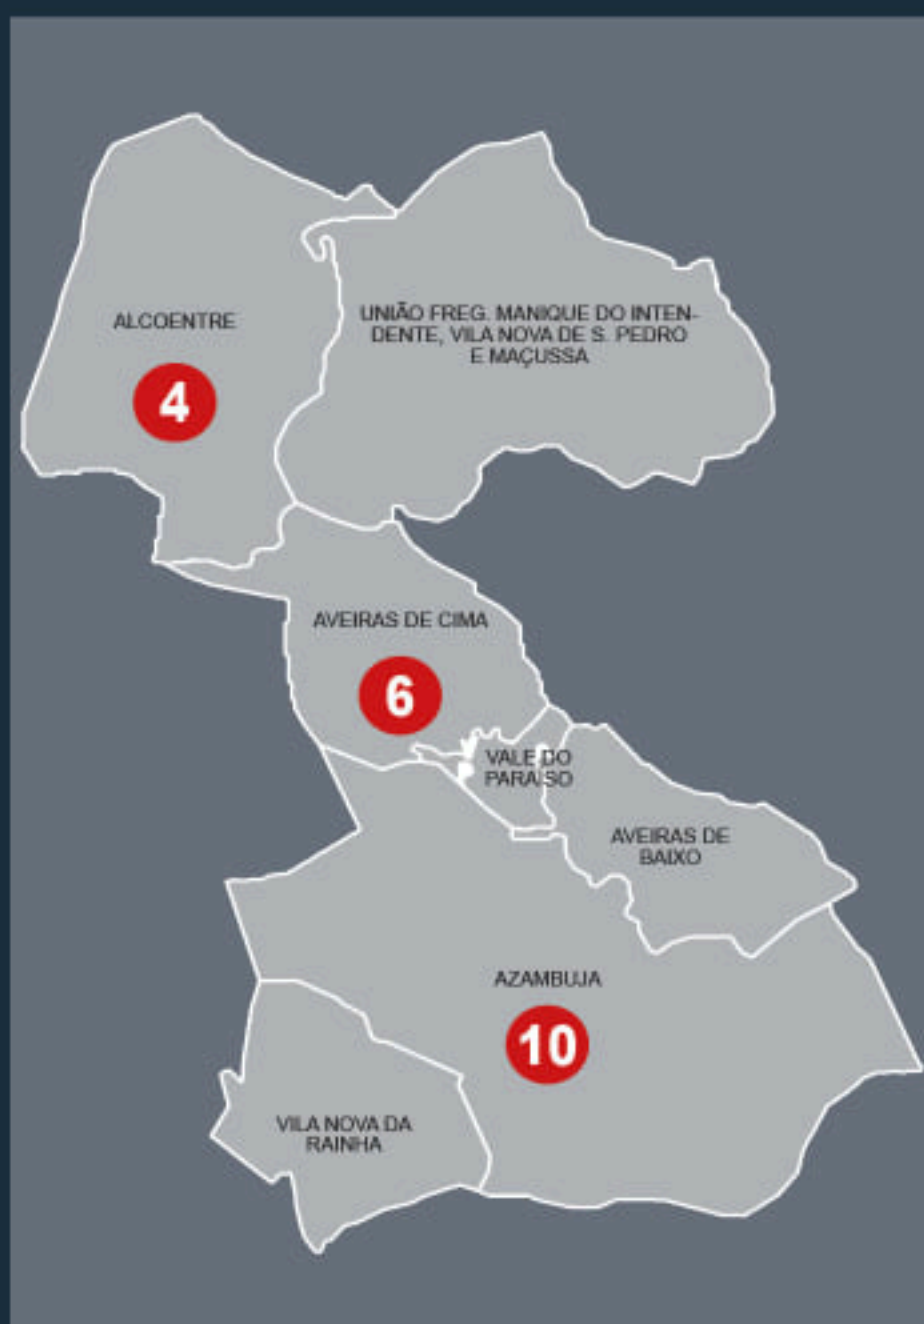 ALCOENTRE
4
UNIÃO FREG. MANIQUE DO INTEN-
DENTE, VILA NOVA DE S. PEDRO
E MAÇUSSA
AVEIRAS DE CIMA
6
VALE DO
PARAISO
AVEIRAS DE
BAIXO
AZAMBUJA
10
VILA NOVA DA
RAINHA